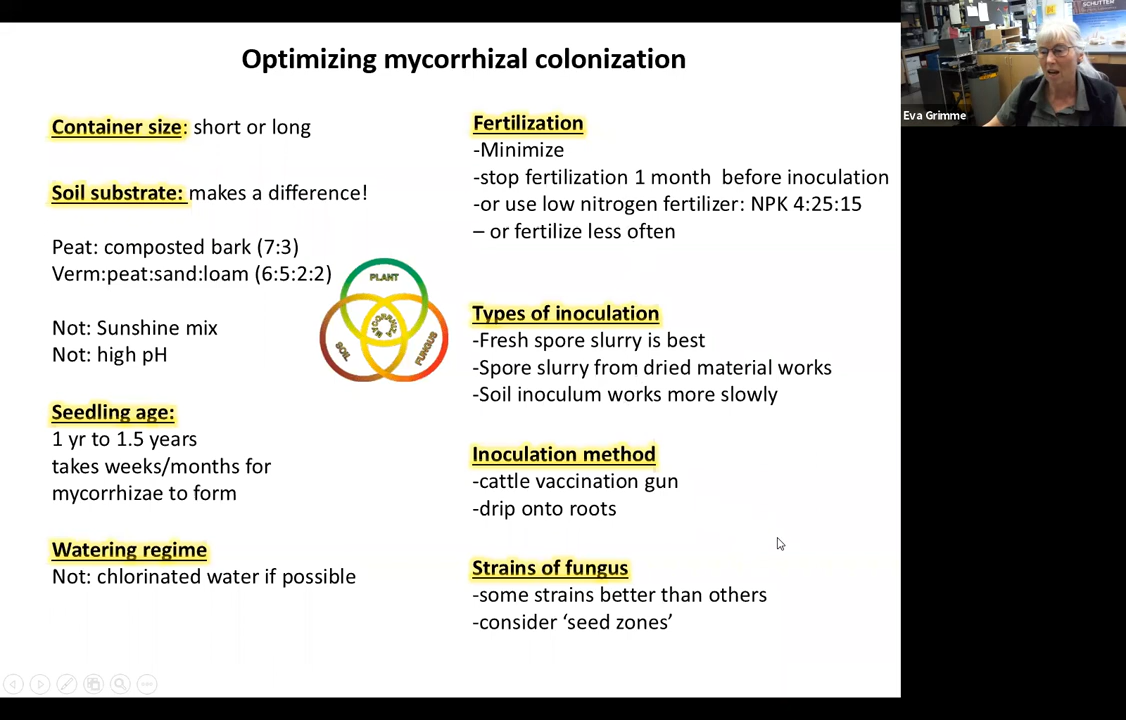 Optimizing mycorrhizal colonization
Container size: short or long
Soil substrate: makes a difference!
Peat: composted bark (7:3)
Verm:peat:sand:loam (6:5:2:2)
Not: Sunshine mix
Not: high pH
Seedling age:
1 yr to 1.5 years
takes weeks/months for
mycorrhizae to form
Watering regime
Not: chlorinated water if possible
PLANT
SOIL
FUNGUS
Fertilization
-Minimize
-stop fertilization 1 month  before inoculation
-or use low nitrogen fertilizer: NPK 4:25:15
– or fertilize less often
Types of inoculation
-Fresh spore slurry is best
-Spore slurry from dried material works
-Soil inoculum works more slowly
Inoculation method
-cattle vaccination gun
-drip onto roots
Strains of fungus
-some strains better than others
-consider ‘seed zones’
SCHUTTER
Eva Grimme